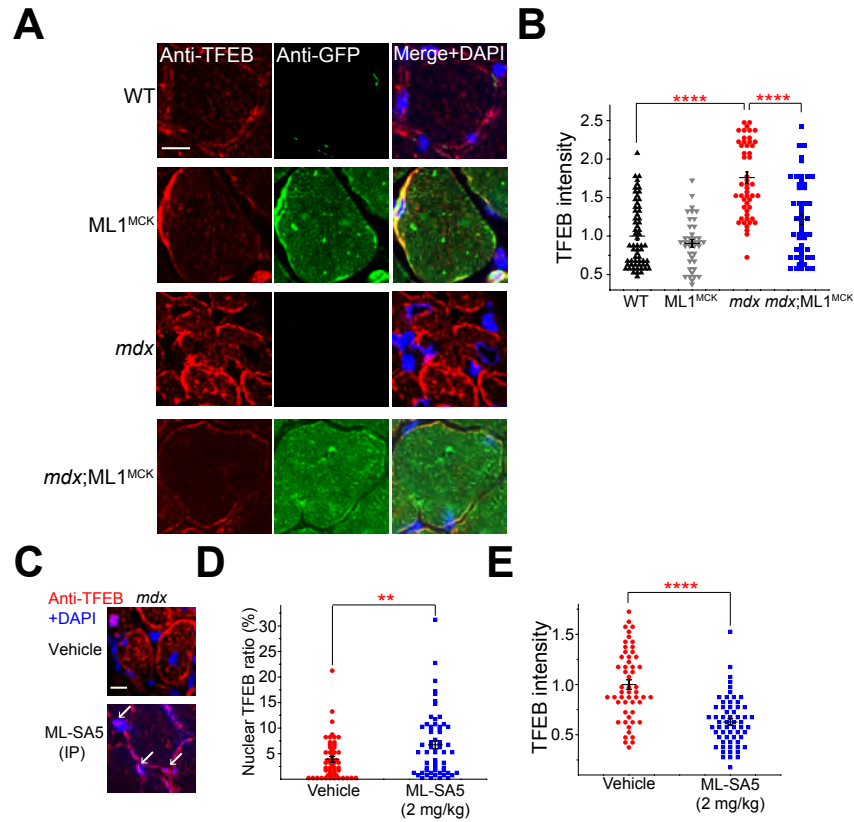 A
Anti-TFEB Anti-GFP Merge+DAPI
WT
ML1MCK
mdx
mdx;ML1MCK
B
**** ****
TFEB intensity
2.5
2.0
1.5
1.0
0.5
WT ML1MCK mdx mdx;ML1MCK
C
Anti-TFEB mdx
+DAPI
Vehicle
ML-SA5
(IP)
D
**
Nuclear TFEB ratio (%)
30
25
20
15
10
5
Vehicle ML-SA5
(2 mg/kg)
E
****
TFEB intensity
1.5
1.0
0.5
Vehicle ML-SA5
(2 mg/kg)